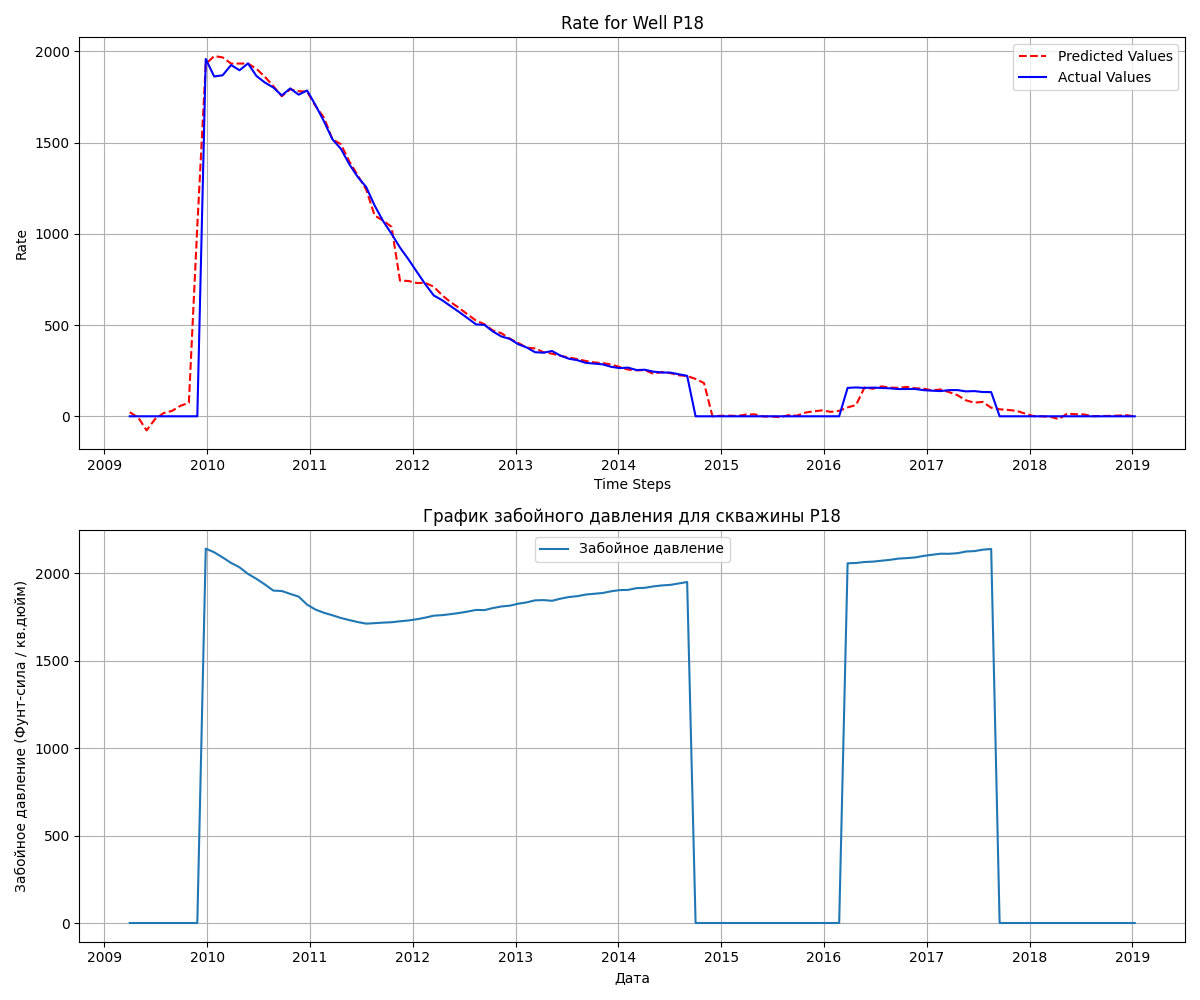 Rate for Well P18
Predicted Values
Actual Values
2000
1500
1000
500
0
Rate
2009 2010 2011 2012 2013 2014 2015 2016 2017 2018 2019
Time Steps
График забойного давления для скважины P18
Забойное давление
2000
1500
1000
500
0
Забойное давление (Фунт-сила / кв.дюйм)
2009 2010 2011 2012 2013 2014 2015 2016 2017 2018 2019
Дата